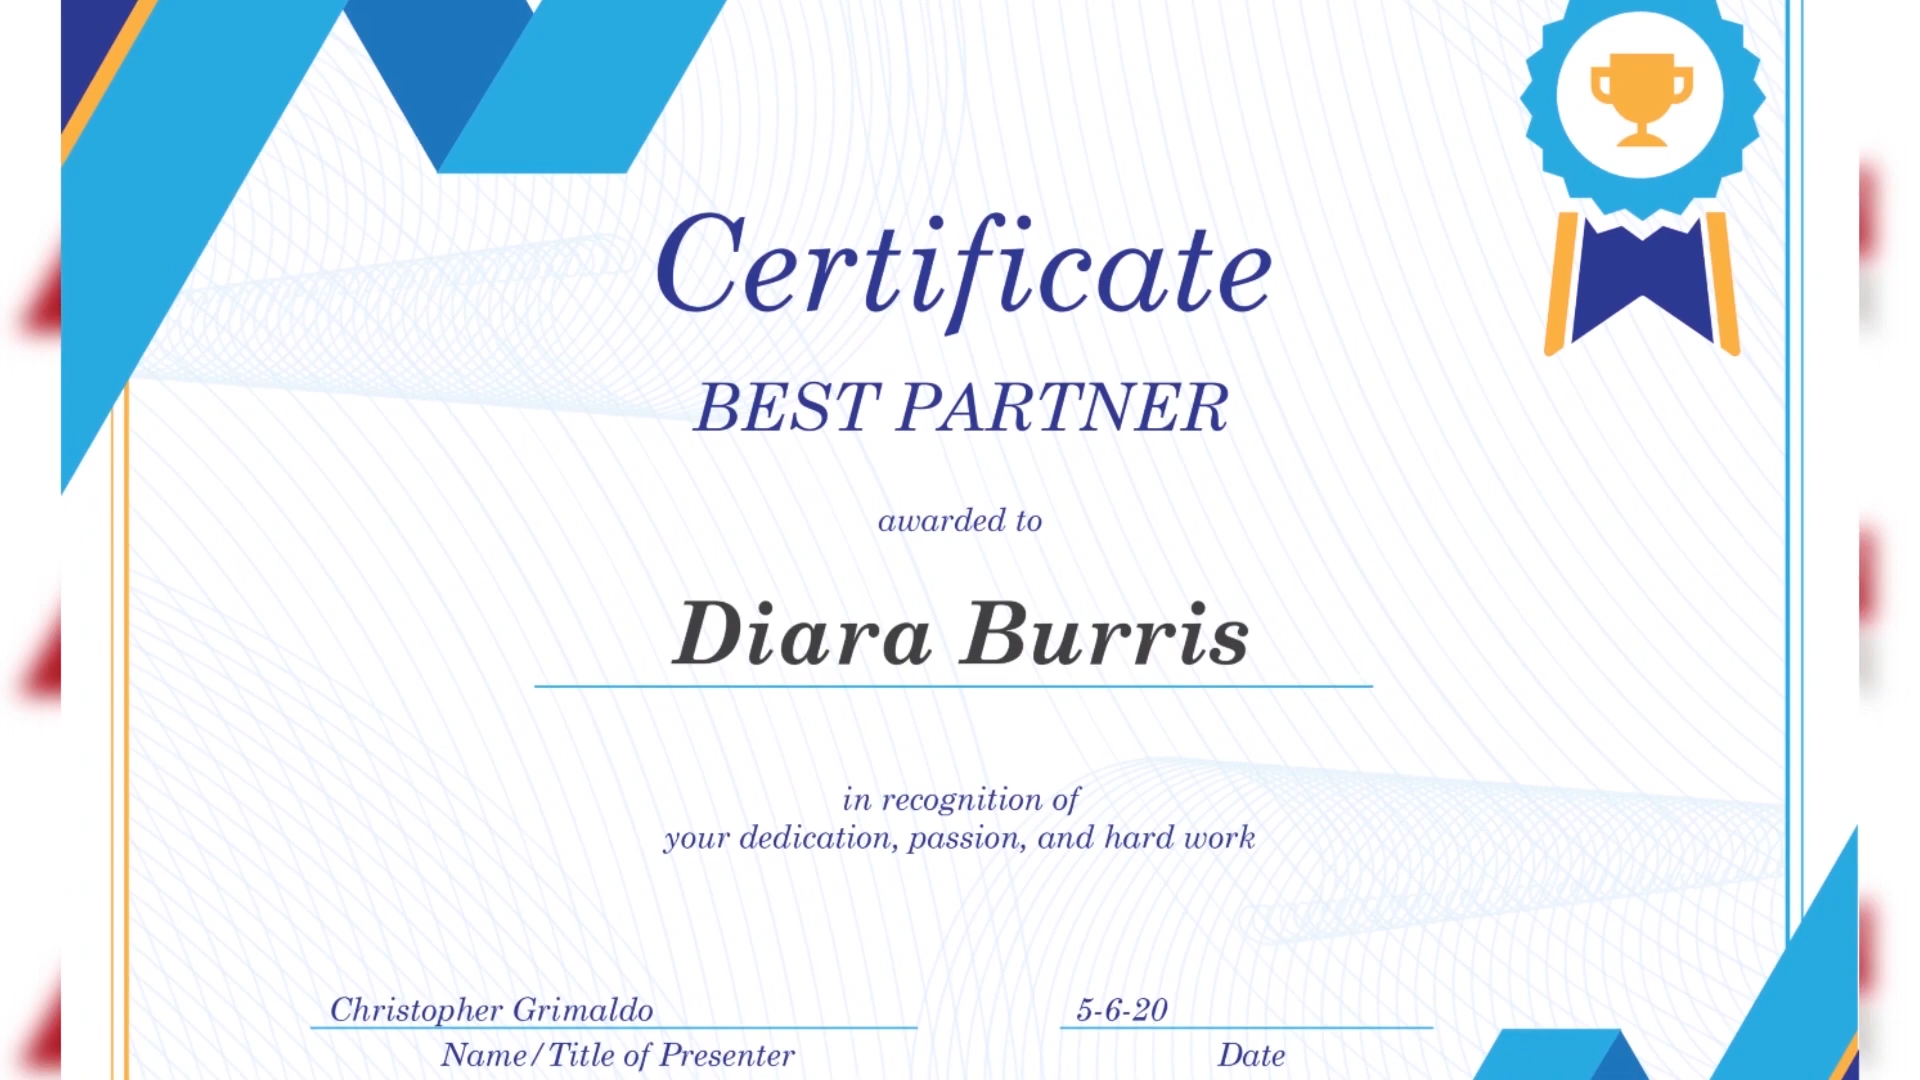 Certificate
BEST PARTNER
awarded to
Diara Burris
in recognition of
your dedication, passion, and hard work
Christopher Grimaldo
5-6-20
Name/Title of Presenter
Date